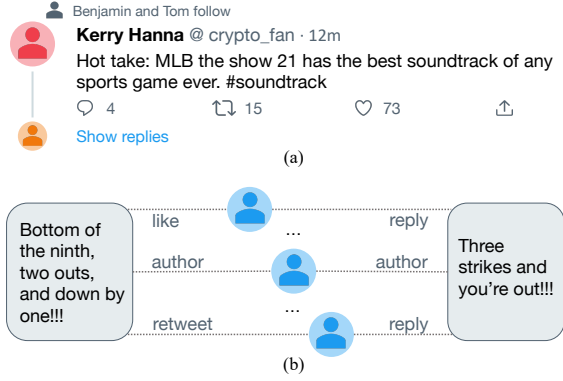 Benjamin and Tom follow
Kerry Hanna @ crypto_fan · 12m
Hot take: MLB the show 21 has the best soundtrack of any
sports game ever. #soundtrack
4 15 73
Show replies
(a)
Bottom of
the ninth,
two outs,
and down by
one!!!
like ... reply
author author
...
retweet reply
Three
strikes and
you're out!!!
(b)